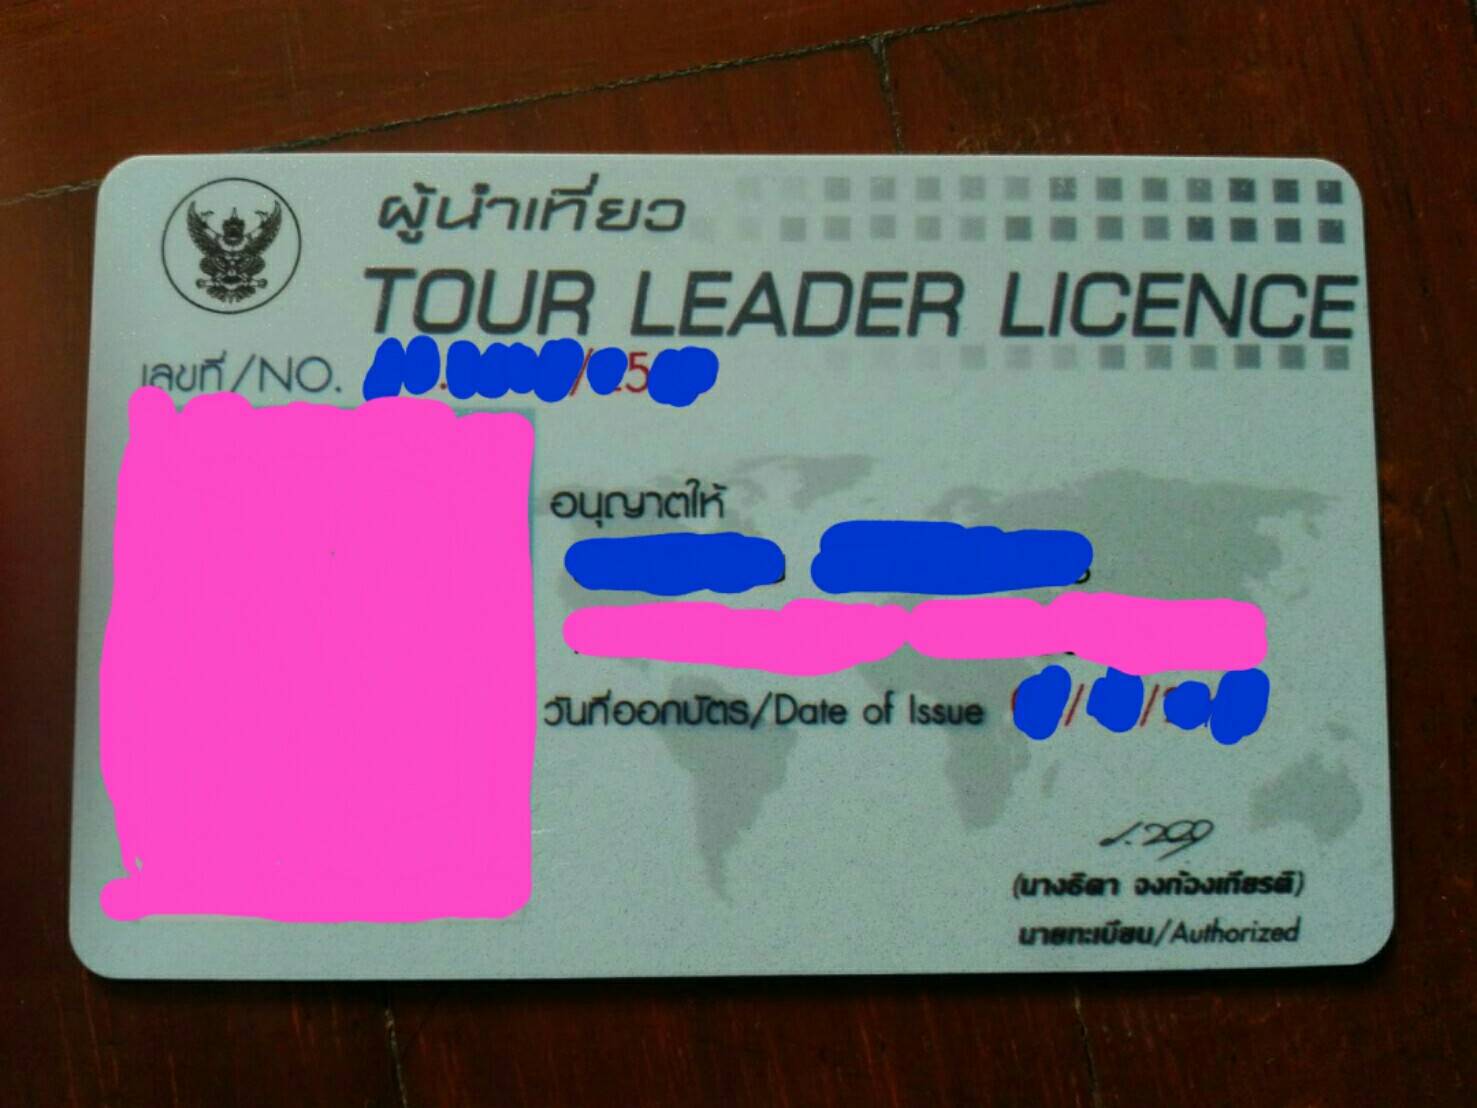 ผู้นำเที่ยว
TOUR LEADER LICENCE
เลขที่/NO.
อนุญาตให้
วันที่ออกบัตร/Date of Issue
(นางธิดา จงก้องเกียรติ)
นายทะเบียน/Authorized